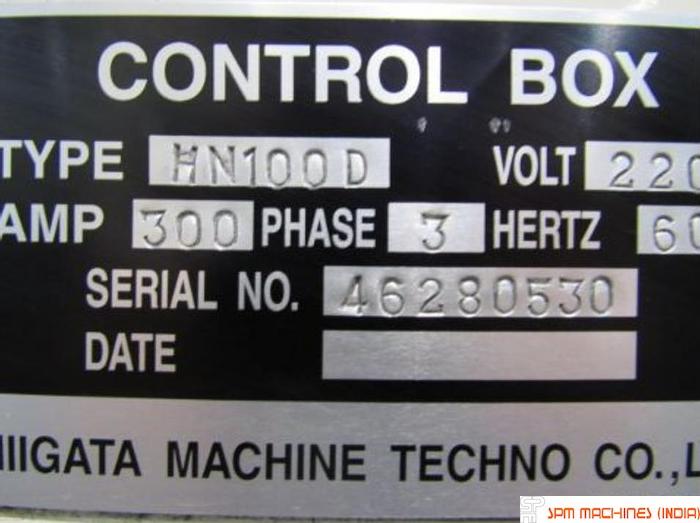 CONTROL BOX
TYPE HN100D VOLT 220
AMP 300 PHASE 3 HERTZ 60
SERIAL NO. 46280530
DATE
NIIGATA MACHINE TECHNO CO.,L
SPM MACHINES (INDIA)